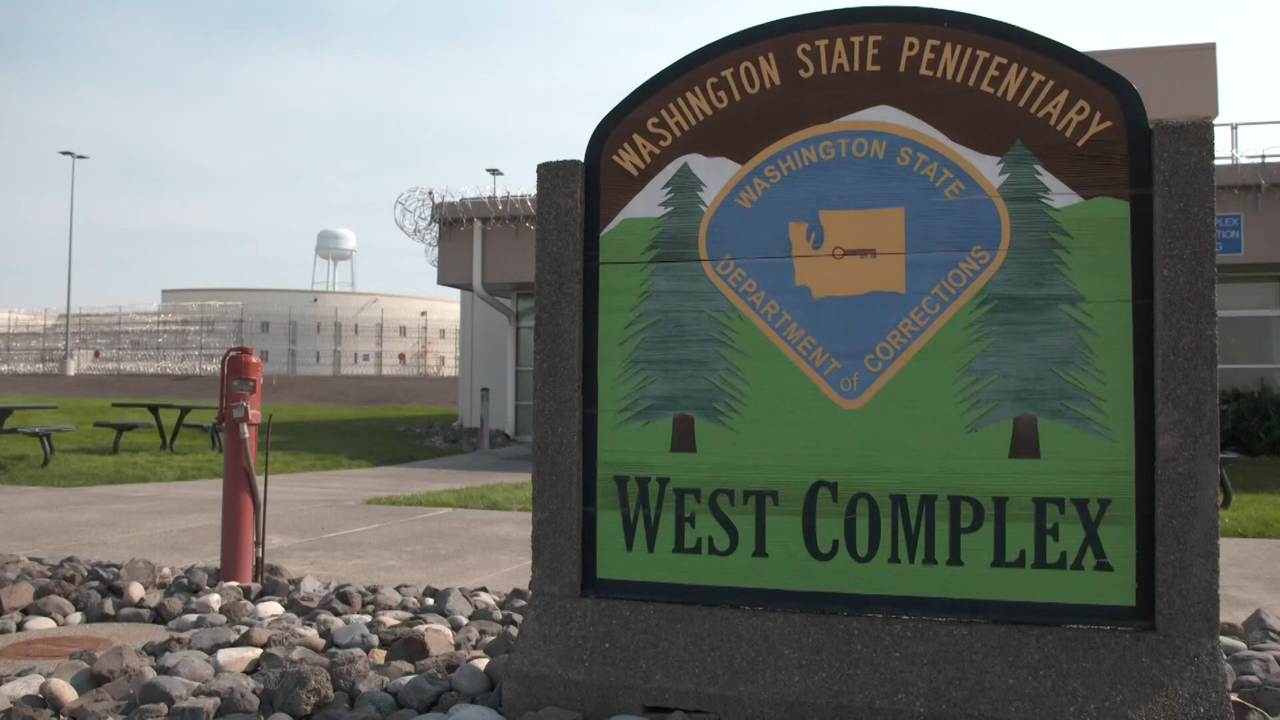 WASHINGTON STATE PENITENTIARY
WASHINGTON STATE
DEPARTMENT of CORRECTIONS
WEST COMPLEX